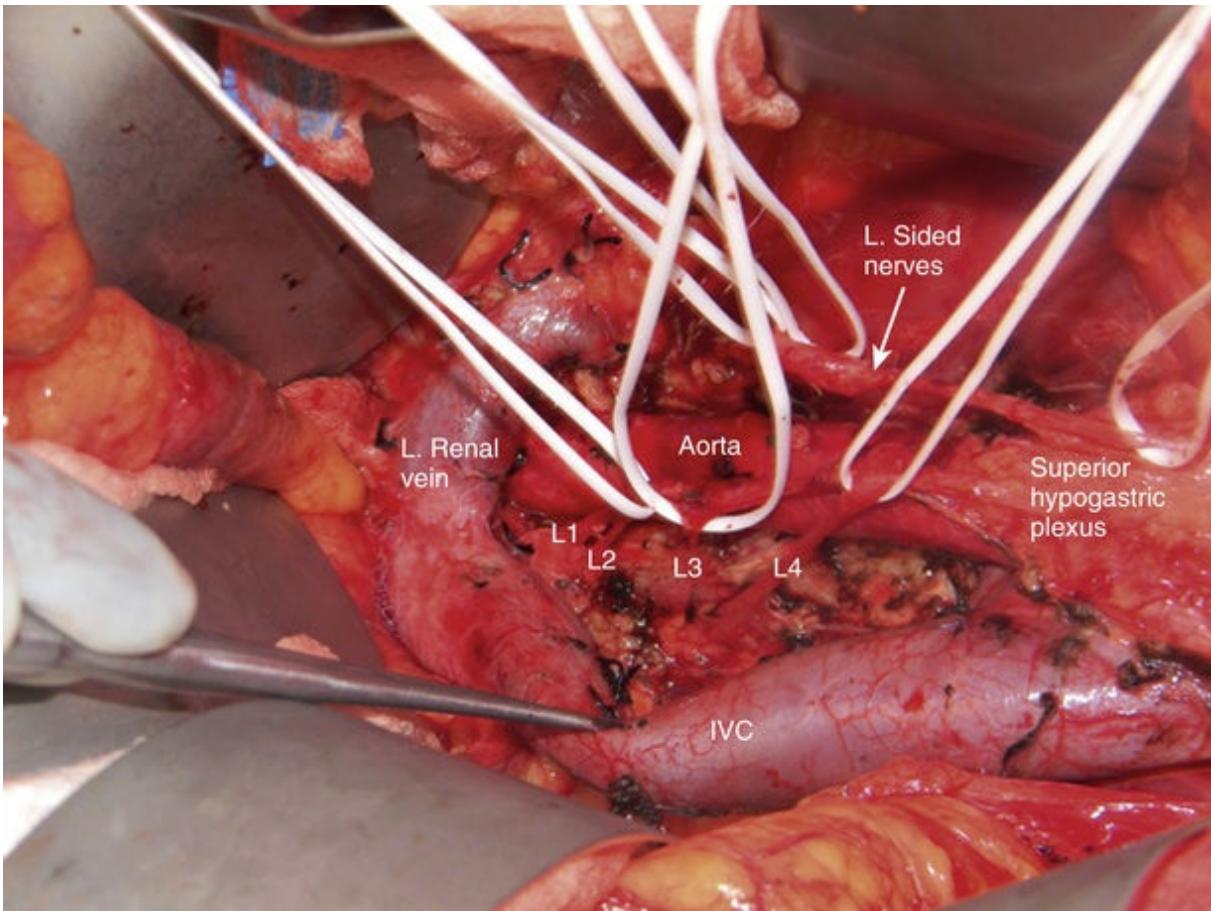 L. Sided
nerves
L. Renal
vein
Aorta
Superior
hypogastric
plexus
L1
L2
L3
L4
IVC